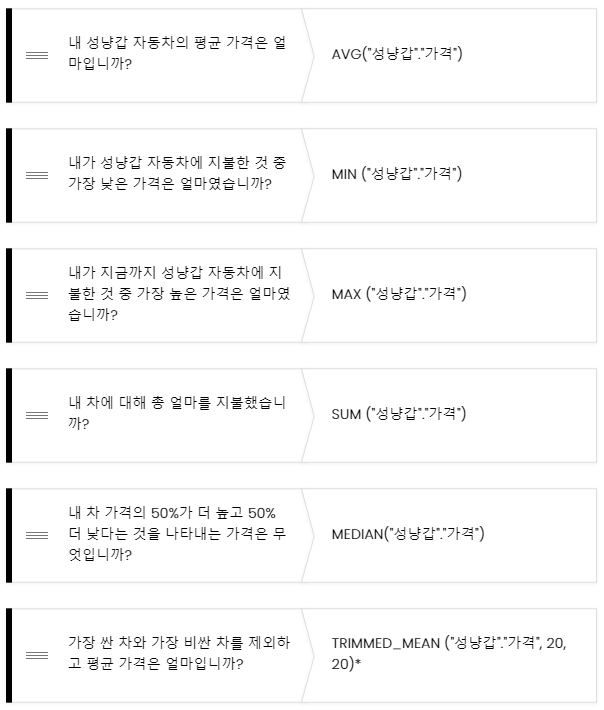 내 성냥갑 자동차의 평균 가격은 얼
마입니까?
AVG("성냥갑"."가격")
내가 성냥갑 자동차에 지불한 것 중
가장 낮은 가격은 얼마였습니까?
MIN ("성냥갑"."가격")
내가 지금까지 성냥갑 자동차에 지
불한 것 중 가장 높은 가격은 얼마였
습니까?
MAX ("성냥갑"."가격")
내 차에 대해 총 얼마를 지불했습니
까?
SUM ("성냥갑"."가격")
내 차 가격의 50%가 더 높고 50%
더 낮다는 것을 나타내는 가격은 무
엇입니까?
MEDIAN("성냥갑"."가격")
가장 싼 차와 가장 비싼 차를 제외하
고 평균 가격은 얼마입니까?
TRIMMED_MEAN ("성냥갑"."가격", 20,
20)*